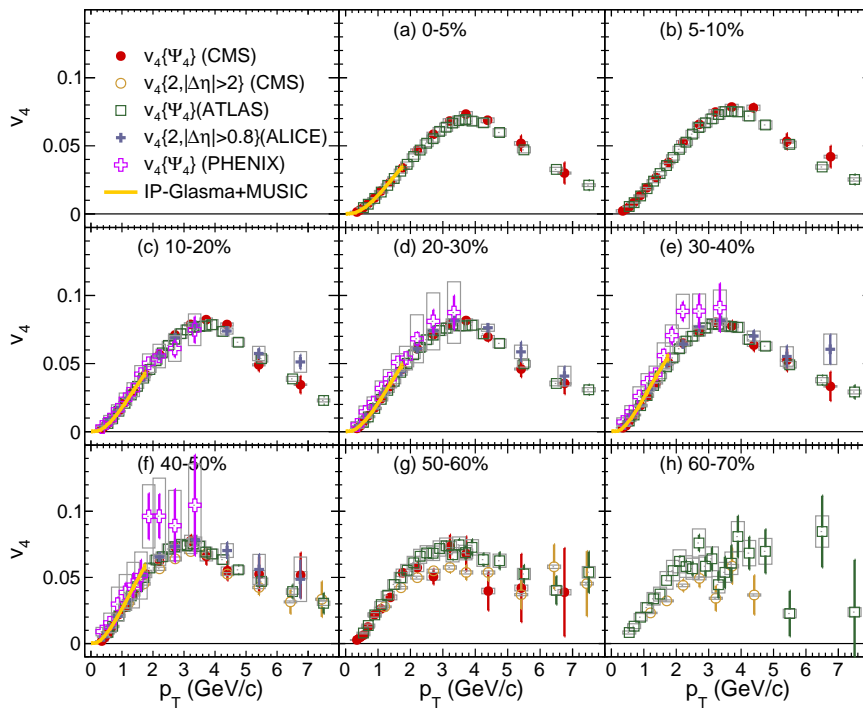 (a) 0-5%
(b) 5-10%
v₄{Ψ₄} (CMS)
v₄{2,|Δη|>2} (CMS)
v₄{Ψ₄}(ATLAS)
v₄{2,|Δη|>0.8}(ALICE)
v₄{Ψ₄} (PHENIX)
IP-Glasma+MUSIC
v₄
0.1
0.05
0
(c) 10-20%
(d) 20-30%
(e) 30-40%
v₄
0.1
0.05
0
(f) 40-50%
(g) 50-60%
(h) 60-70%
v₄
0.1
0.05
0
0 1 2 3 4 5 6 7
0 1 2 3 4 5 6 7
0 1 2 3 4 5 6 7
p_T (GeV/c)
p_T (GeV/c)
p_T (GeV/c)